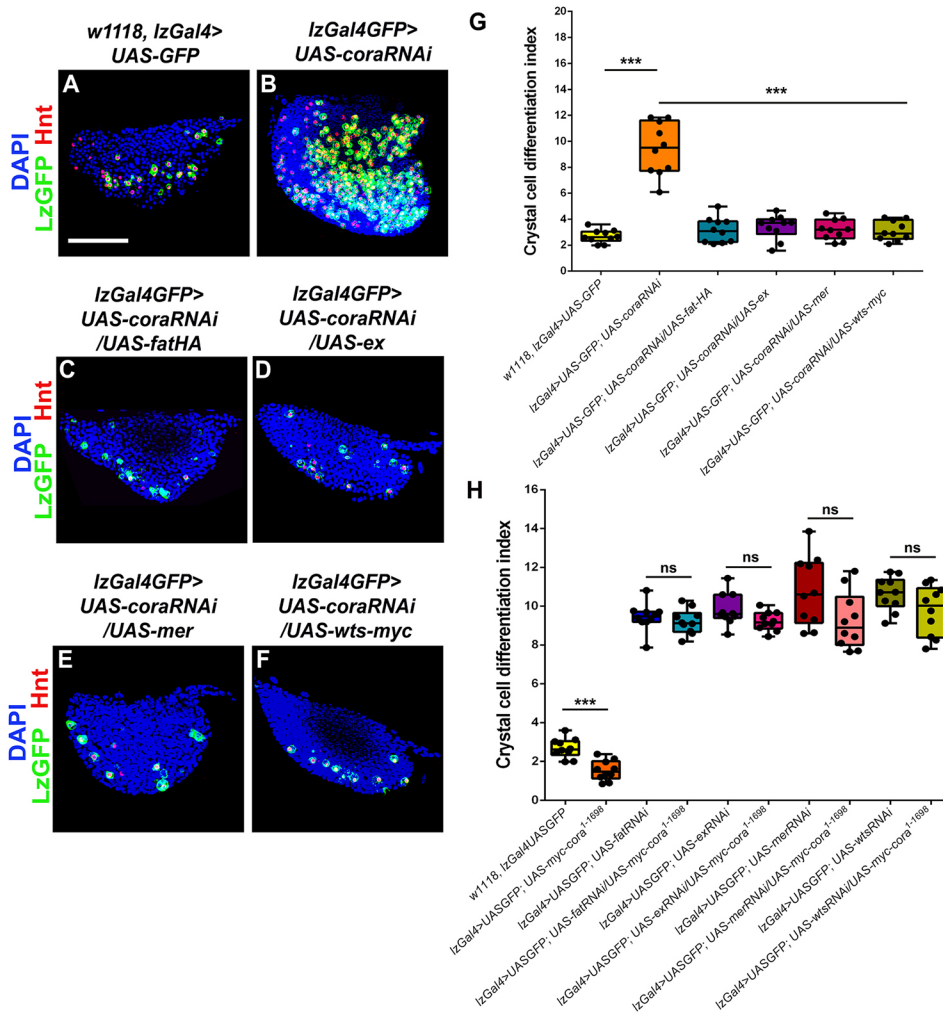 w1118, lzGal4>
UAS-GFP
lzGal4GFP>
UAS-coraRNAi
A
B
DAPI
LzGFP Hnt
lzGal4GFP>
UAS-coraRNAi
/UAS-fatHA
lzGal4GFP>
UAS-coraRNAi
/UAS-ex
C
D
DAPI
LzGFP Hnt
lzGal4GFP>
UAS-coraRNAi
/UAS-mer
lzGal4GFP>
UAS-coraRNAi
/UAS-wts-myc
E
F
DAPI
LzGFP Hnt
G
Crystal cell differentiation index
20
18
16
14
12
10
8
6
4
2
0
***
***
w1118, lzGal4>UAS-GFP
lzGal4>UAS-GFP; UAS-coraRNAi
lzGal4>UAS-GFP; UAS-coraRNAi/UAS-fat-HA
lzGal4>UAS-GFP; UAS-coraRNAi/UAS-ex
lzGal4>UAS-GFP; UAS-coraRNAi/UAS-mer
lzGal4>UAS-GFP; UAS-coraRNAi/UAS-wts-myc
H
Crystal cell differentiation index
16
14
12
10
8
6
4
2
0
***
ns
ns
ns
ns
w1118, lzGal4UASGFP
lzGal4>UASGFP; UAS-myc-cora1-1698
lzGal4>UASGFP; UAS-fatRNAi
lzGal4>UASGFP; UAS-fatRNAi/UAS-myc-cora1-1698
lzGal4>UASGFP; UAS-exRNAi
lzGal4>UASGFP; UAS-exRNAi/UAS-myc-cora1-1698
lzGal4>UASGFP; UAS-merRNAi
lzGal4>UASGFP; UAS-merRNAi/UAS-myc-cora1-1698
lzGal4>UASGFP; UAS-wtsRNAi
lzGal4>UASGFP; UAS-wtsRNAi/UAS-myc-cora1-1698